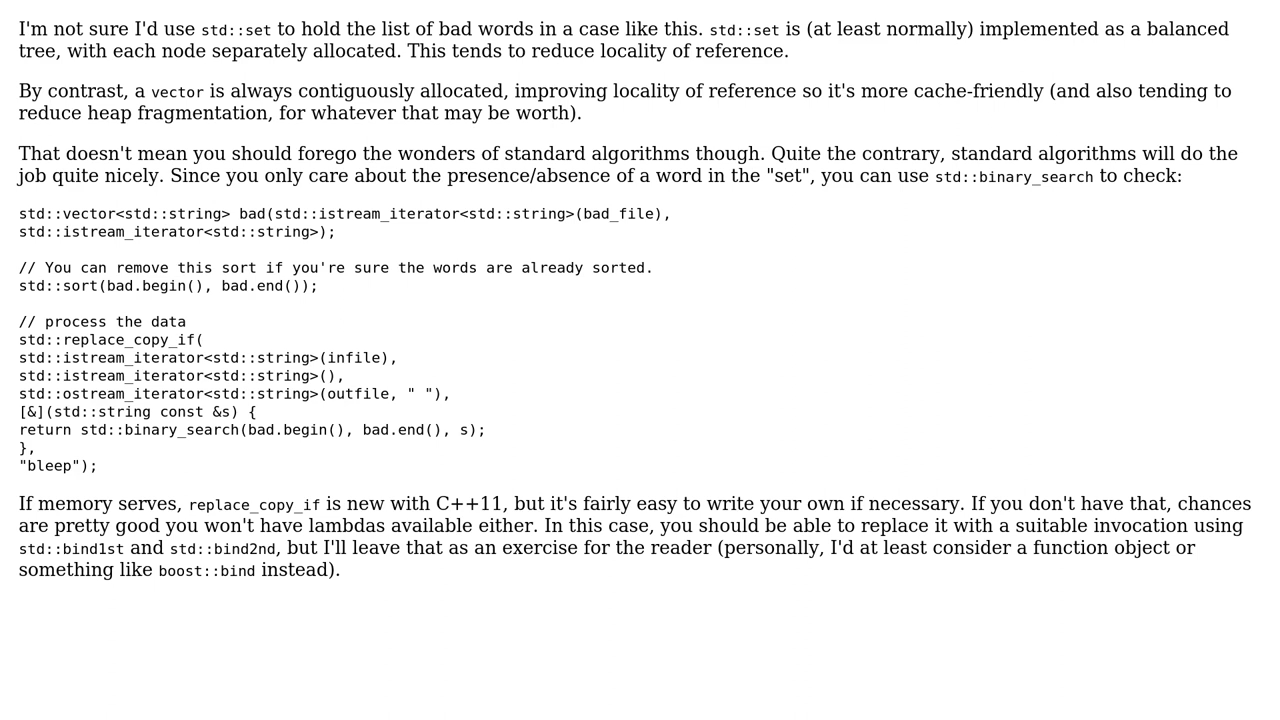 I'm not sure I'd use std::set to hold the list of bad words in a case like this. std::set is (at least normally) implemented as a balanced
tree, with each node separately allocated. This tends to reduce locality of reference.
By contrast, a vector is always contiguously allocated, improving locality of reference so it's more cache-friendly (and also tending to
reduce heap fragmentation, for whatever that may be worth).
That doesn't mean you should forego the wonders of standard algorithms though. Quite the contrary, standard algorithms will do the
job quite nicely. Since you only care about the presence/absence of a word in the "set", you can use std::binary_search to check:
std::vector<std::string> bad(std::istream_iterator<std::string>(bad_file),
std::istream_iterator<std::string>);
// You can remove this sort if you're sure the words are already sorted.
std::sort(bad.begin(), bad.end());
// process the data
std::replace_copy_if(
std::istream_iterator<std::string>(infile),
std::istream_iterator<std::string>(),
std::ostream_iterator<std::string>(outfile, " "),
[&](std::string const &s) {
return std::binary_search(bad.begin(), bad.end(), s);
},
"bleep");
If memory serves, replace_copy_if is new with C++11, but it's fairly easy to write your own if necessary. If you don't have that, chances
are pretty good you won't have lambdas available either. In this case, you should be able to replace it with a suitable invocation using
std::bind1st and std::bind2nd, but I'll leave that as an exercise for the reader (personally, I'd at least consider a function object or
something like boost::bind instead).